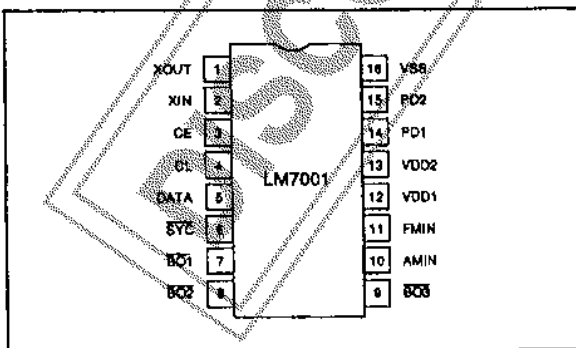 XOUT 1 16 VSS
XIN 2 15 PD2
CE 3 14 PD1
CL 4 13 VDD2
LM7001
DATA 5 12 VDD1
SYC 6 11 FMIN
BO1 7 10 AMIN
BO2 8 9 BO3